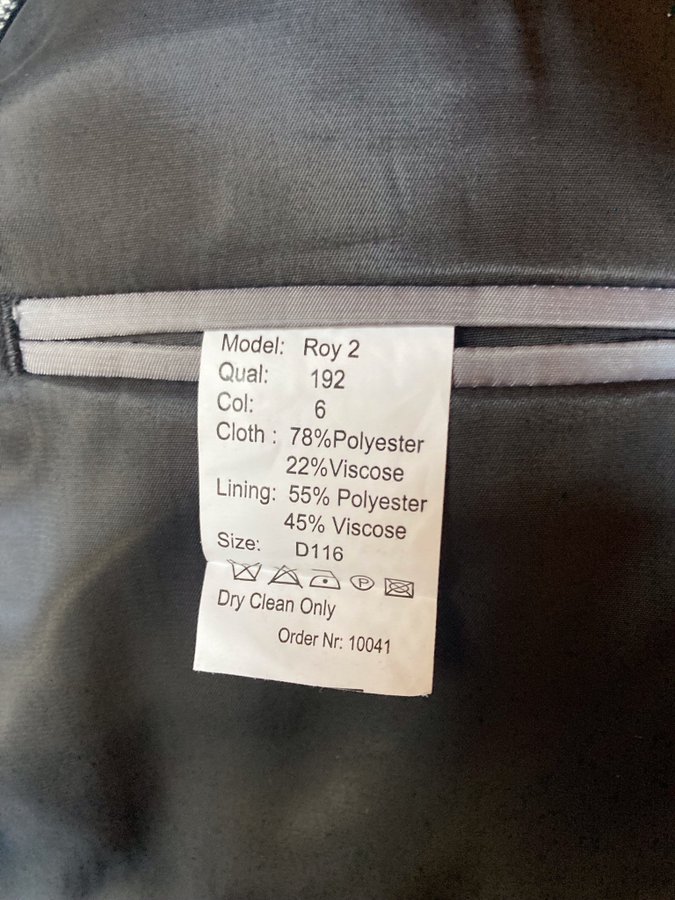 Model: Roy 2
Qual: 192
Col: 6
Cloth : 78%Polyester
22%Viscose
Lining: 55% Polyester
45% Viscose
Size: D116
P
Dry Clean Only
Order Nr: 10041